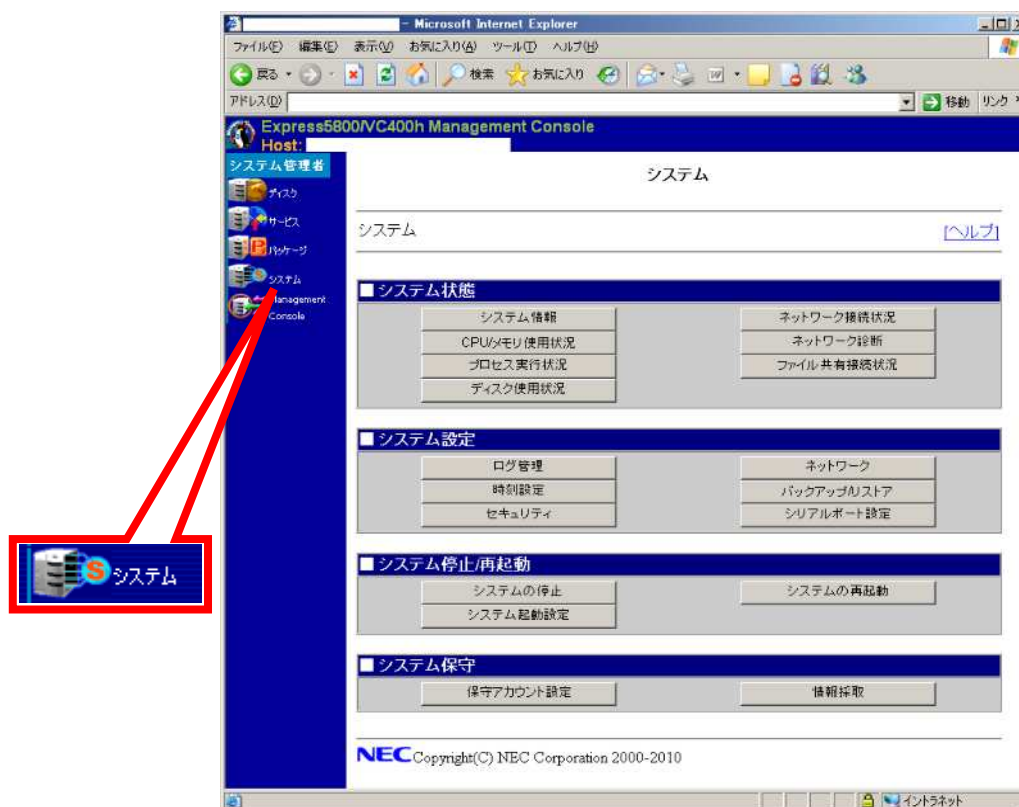 - Microsoft Internet Explorer
ファイル(F) 編集(E) 表示(V) お気に入り(A) ツール(T) ヘルプ(H)
戻る 検索 お気に入り
アドレス(D) 移動 リンク
Express5800/VC400h Management Console
Host:
システム管理者
ディスク
サービス
パッケージ
システム
Management
Console
システム
システム [ヘルプ]
■システム状態
システム情報 ネットワーク接続状況
CPU/メモリ使用状況 ネットワーク診断
プロセス実行状況 ファイル共有接続状況
ディスク使用状況
■システム設定
ログ管理 ネットワーク
時刻設定 バックアップ/リストア
セキュリティ シリアルポート設定
■システム停止/再起動
システムの停止 システムの再起動
システム起動設定
■システム保守
保守アカウント設定 情報採取
NEC Copyright(C) NEC Corporation 2000-2010
イントラネット
システム